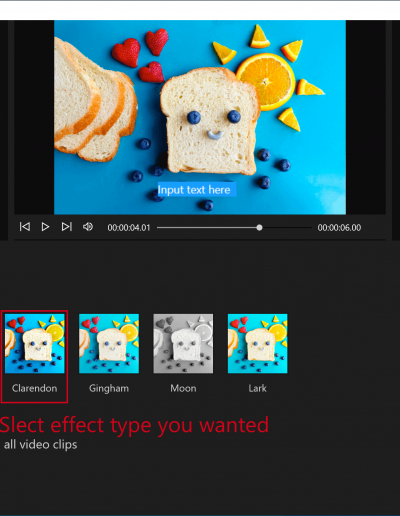 Input text here
00:00:04.01
00:00:06.00
Clarendon
Gingham
Moon
Lark
Slect effect type you wanted
all video clips